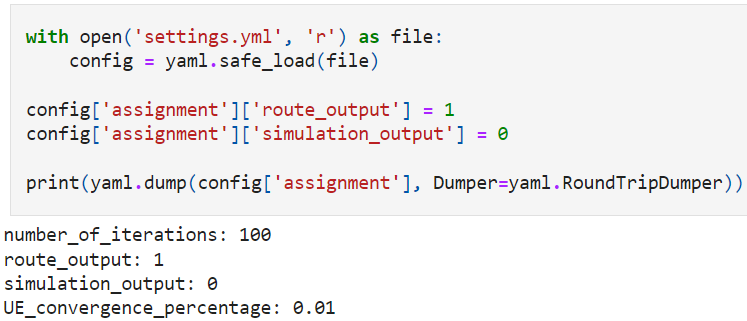 with open('settings.yml', 'r') as file:
    config = yaml.safe_load(file)

config['assignment']['route_output'] = 1
config['assignment']['simulation_output'] = 0

print(yaml.dump(config['assignment'], Dumper=yaml.RoundTripDumper))
number_of_iterations: 100
route_output: 1
simulation_output: 0
UE_convergence_percentage: 0.01